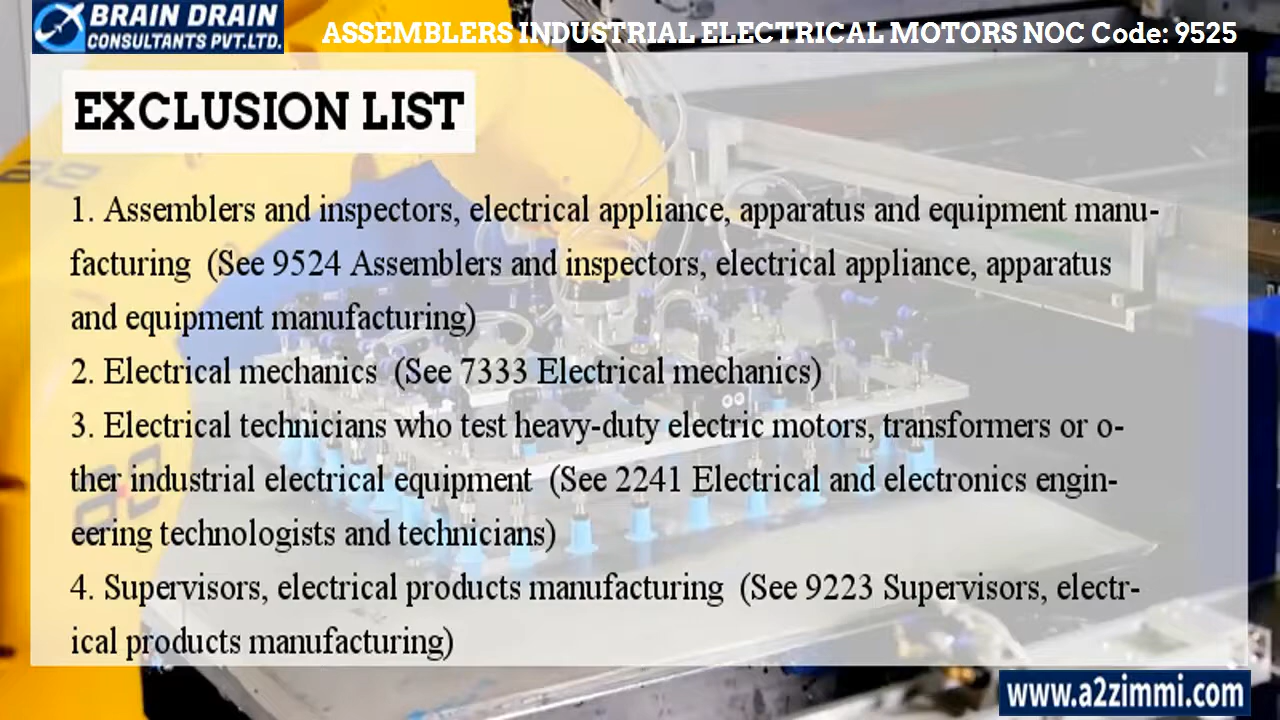 BRAIN DRAIN
CONSULTANTS PVT.LTD.
ASSEMBLERS INDUSTRIAL ELECTRICAL MOTORS NOC Code: 9525
EXCLUSION LIST
1. Assemblers and inspectors, electrical appliance, apparatus and equipment manu-
facturing (See 9524 Assemblers and inspectors, electrical appliance, apparatus
and equipment manufacturing)
2. Electrical mechanics (See 7333 Electrical mechanics)
3. Electrical technicians who test heavy-duty electric motors, transformers or o-
ther industrial electrical equipment (See 2241 Electrical and electronics engin-
eering technologists and technicians)
4. Supervisors, electrical products manufacturing (See 9223 Supervisors, electr-
ical products manufacturing)
www.a2zimmi.com